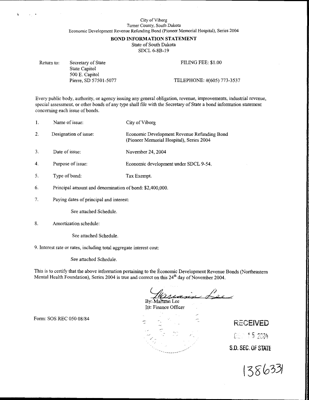 City of Viborg
Turner County, South Dakota
Economic Development Revenue Refunding Bond (Pioneer Memorial Hospital), Series 2004
BOND INFORMATION STATEMENT
State of South Dakota
SDCL 6-8B-19
Return to: Secretary of State FILING FEE: $1.00
State Capitol
500 E. Capitol
Pierre, SD 57501-5077 TELEPHONE: #(605) 773-3537
Every public body, authority, or agency issuing any general obligation, revenue, improvements, industrial revenue,
special assessment, or other bonds of any type shall file with the Secretary of State a bond information statement
concerning each issue of bonds.
1. Name of issue: City of Viborg
2. Designation of issue: Economic Development Revenue Refunding Bond
(Pioneer Memorial Hospital), Series 2004
3. Date of issue: November 24, 2004
4. Purpose of issue: Economic development under SDCL 9-54.
5. Type of bond: Tax Exempt.
6. Principal amount and denomination of bond: $2,400,000.
7. Paying dates of principal and interest:
See attached Schedule.
8. Amortization schedule:
See attached Schedule.
9. Interest rate or rates, including total aggregate interest cost:
See attached Schedule.
This is to certify that the above information pertaining to the Economic Development Revenue Bonds (Northeastern
Mental Health Foundation), Series 2004 is true and correct on this 24th day of November 2004.
By: Lee
Its: Finance Officer
Form: SOS REC 050 08/84
RECEIVED
S.D. SEC. OF STATE
1386331